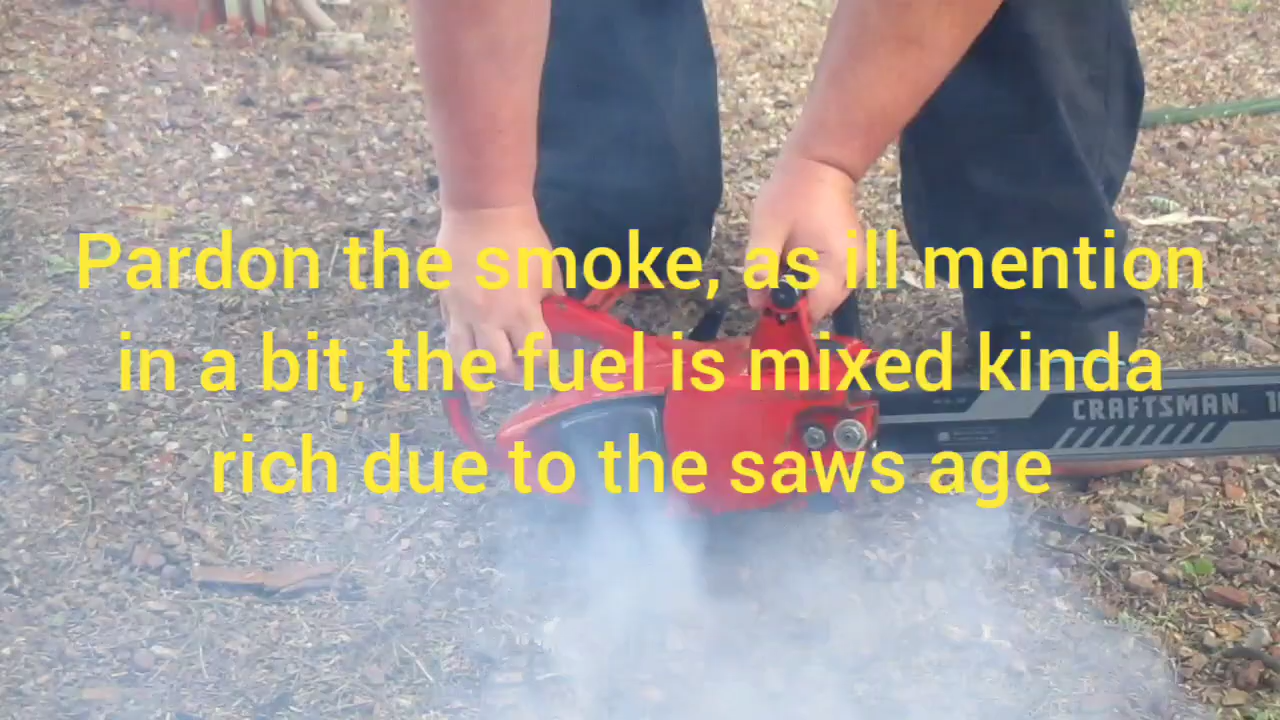 Pardon the smoke, as ill mention
in a bit, the fuel is mixed kinda
rich due to the saws age
CRAFTSMAN